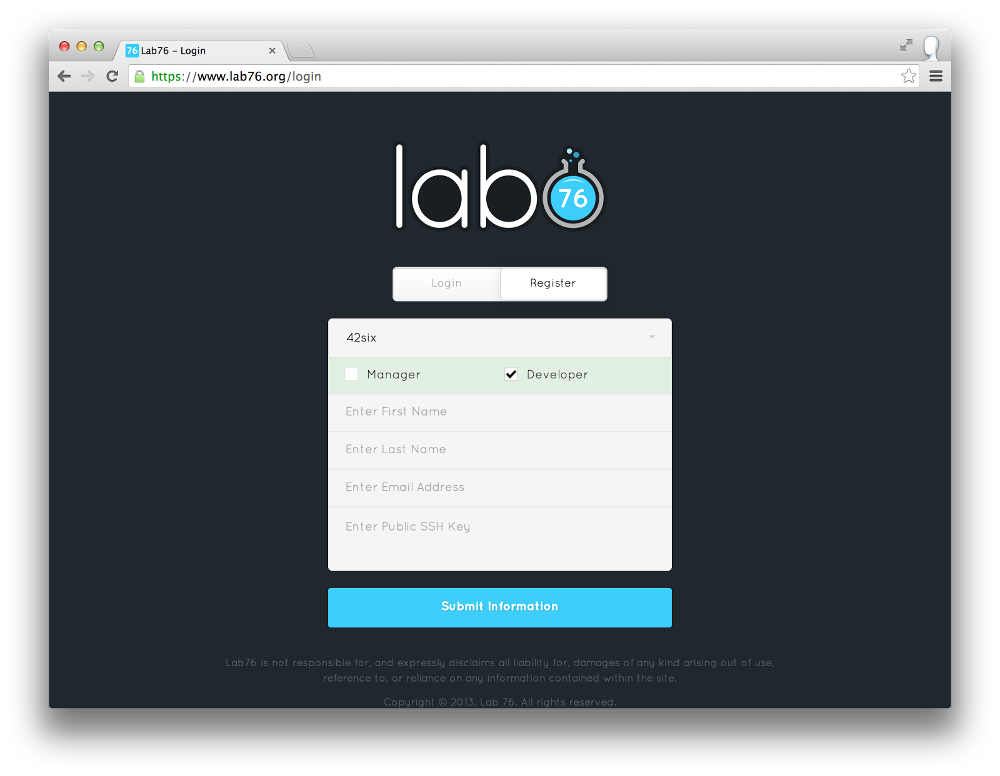 76 Lab76 – Login
https://www.lab76.org/login
lab 76
Login
Register
42six
Manager
Developer
Enter First Name
Enter Last Name
Enter Email Address
Enter Public SSH Key
Submit Information
Lab76 is not responsible for, and expressly disclaims all liability for, damages of any kind arising out of use,
reference to, or reliance on any information contained within the site.
Copyright © 2013. Lab 76. All rights reserved.